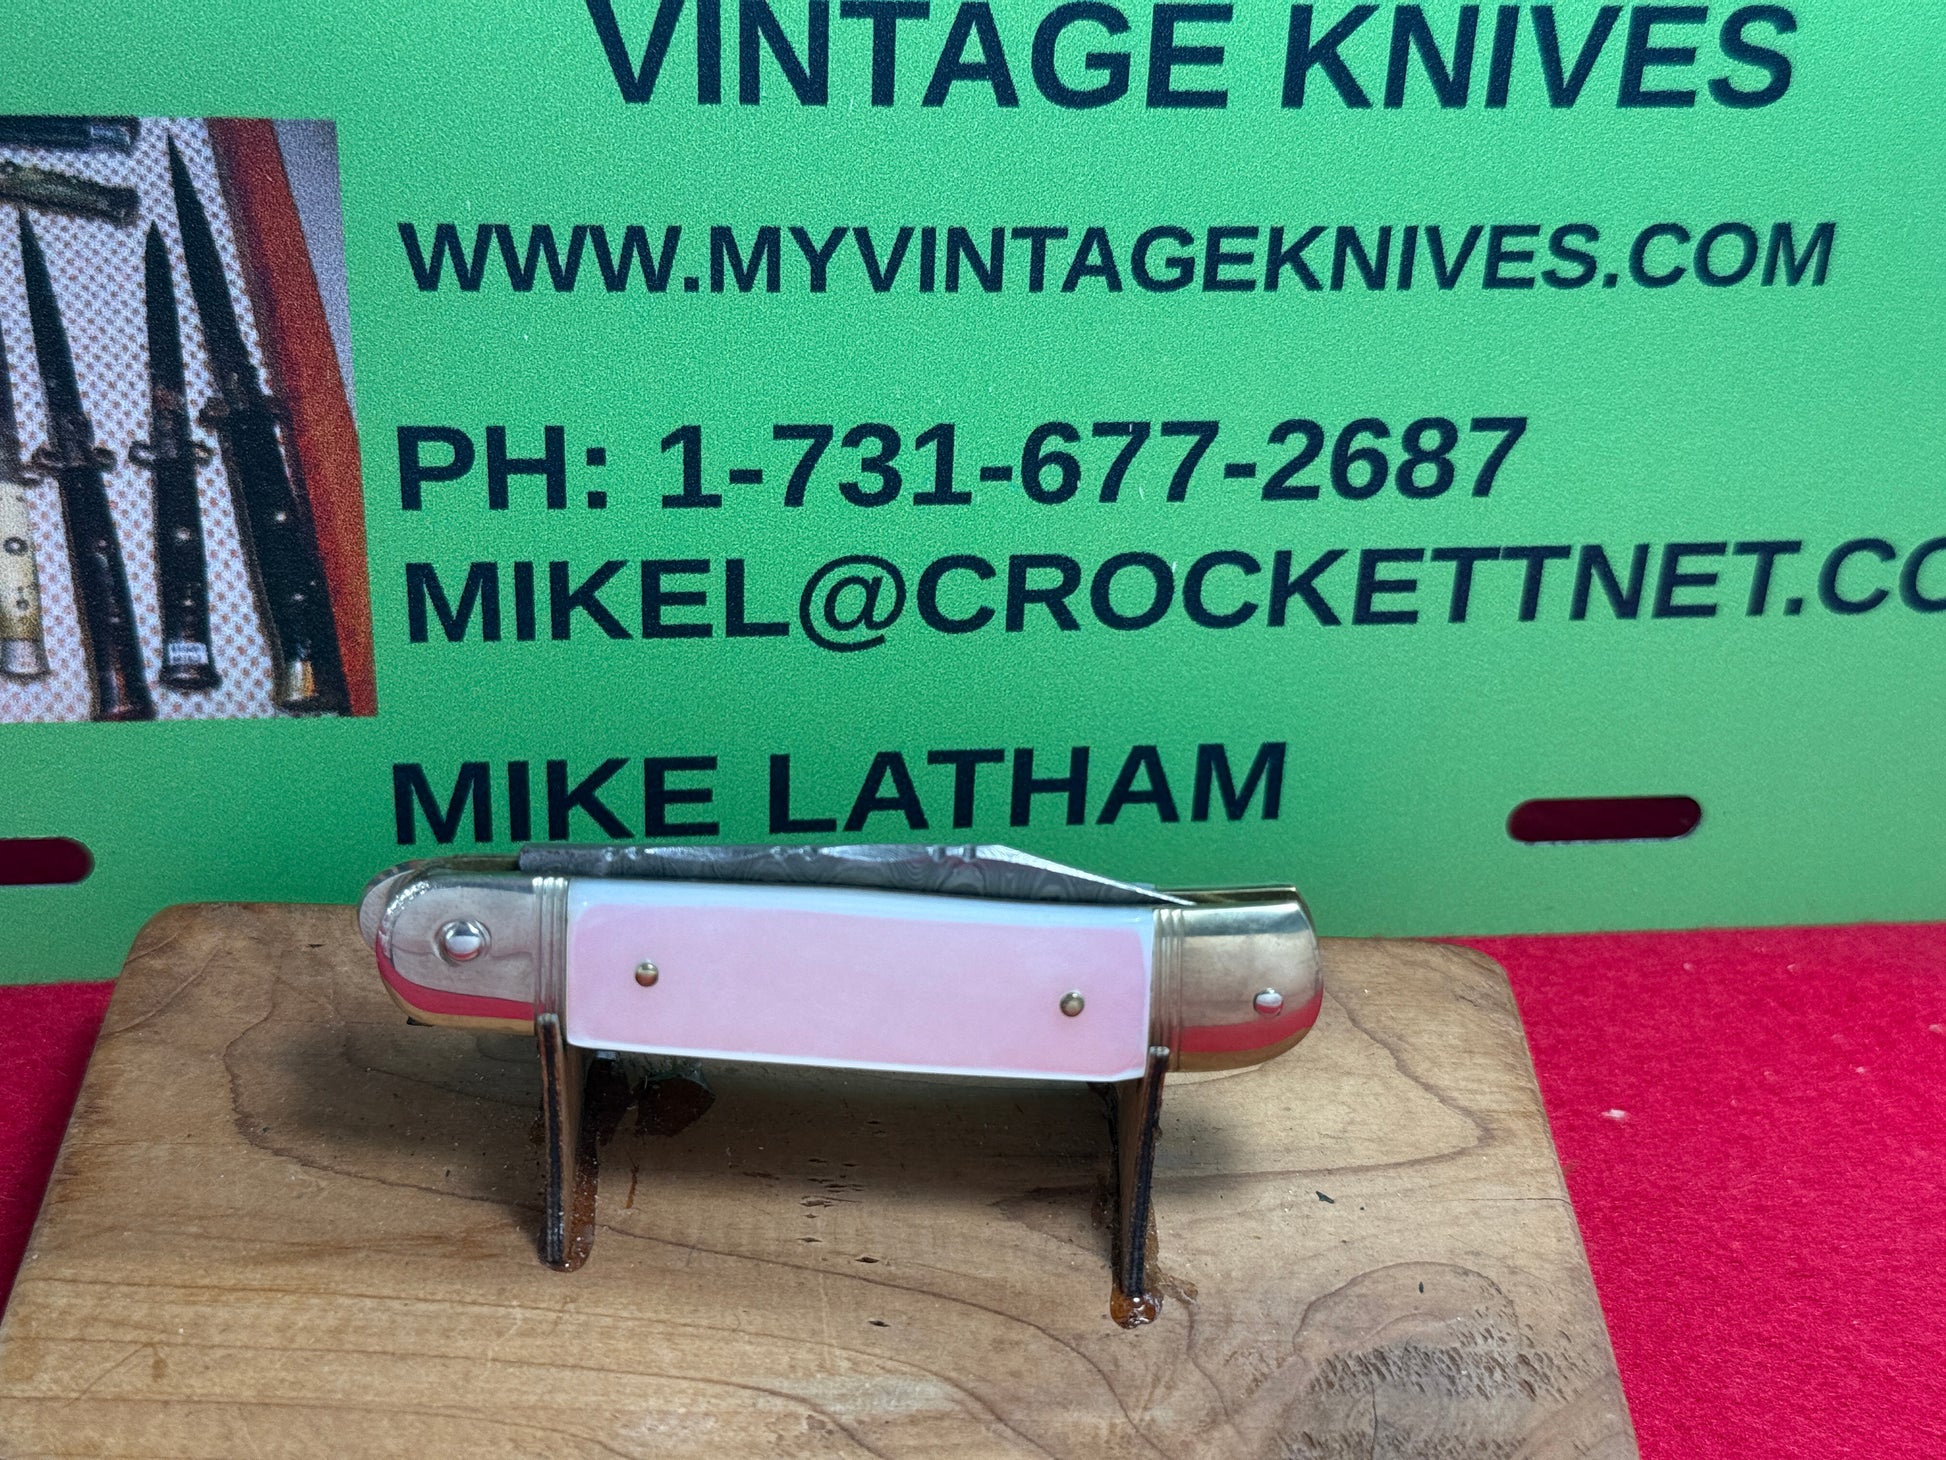 VINTAGE KNIVES
WWW.MYVINTAGEKNIVES.COM
PH: 1-731-677-2687
MIKEL@CROCKETTNET.CO
MIKE LATHAM